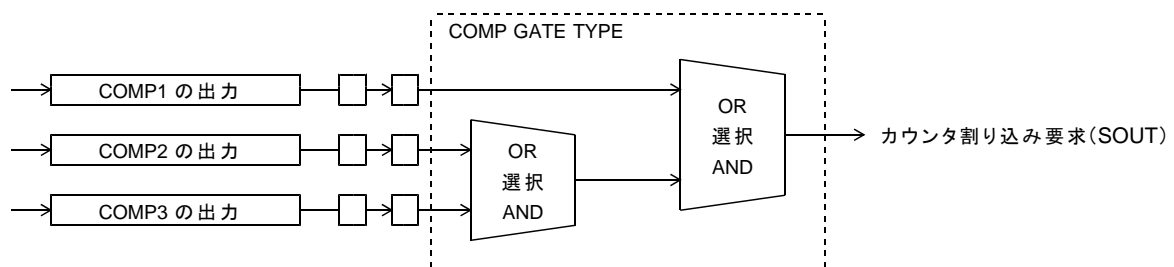 COMP GATE TYPE
COMP1 の出力
COMP2 の出力
COMP3 の出力
OR
選択
AND
OR
選択
AND
カウンタ割り込み要求(SOUT)